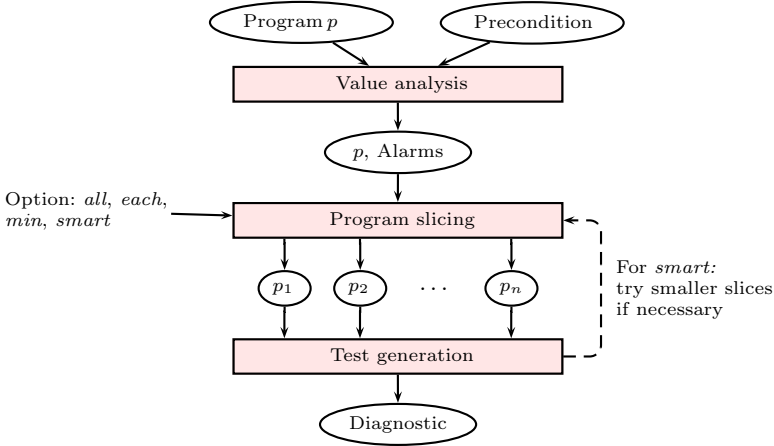 Program p
Precondition
Value analysis
p, Alarms
Option: all, each,
min, smart
Program slicing
p1
p2
...
pn
For smart:
try smaller slices
if necessary
Test generation
Diagnostic